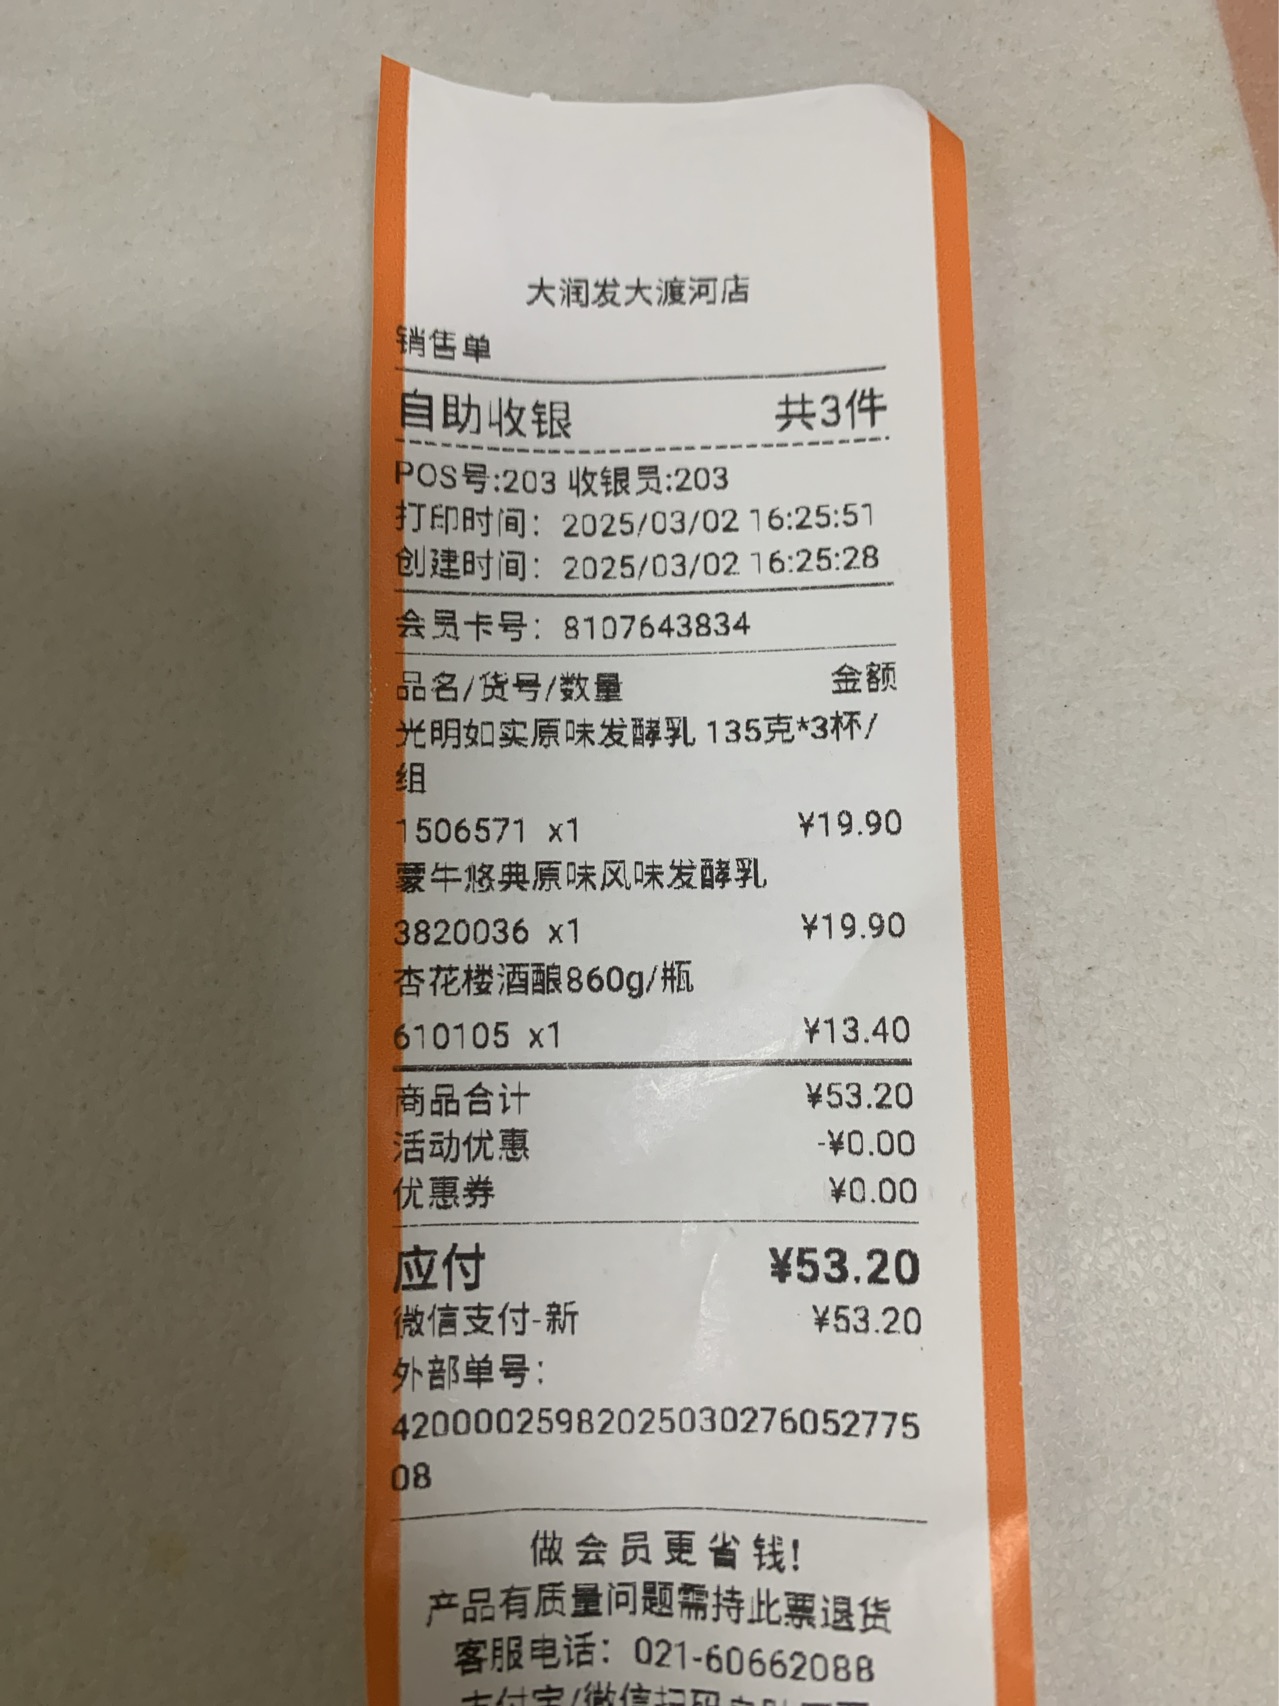 大润发大渡河店
销售单
自助收银 共3件
POS号:203 收银员:203
打印时间：2025/03/02 16:25:51
创建时间：2025/03/02 16:25:28
会员卡号：8107643834
品名/货号/数量 金额
光明如实原味发酵乳 135克*3杯/
组
1506571 x1 ¥19.90
蒙牛悠典原味风味发酵乳
3820036 x1 ¥19.90
杏花楼酒酿860g/瓶
610105 x1 ¥13.40
商品合计 ¥53.20
活动优惠 -¥0.00
优惠券 ¥0.00
应付 ¥53.20
微信支付-新 ¥53.20
外部单号：
42000025982025030276052775
08
做会员更省钱!
产品有质量问题需持此票退货
客服电话：021-60662088